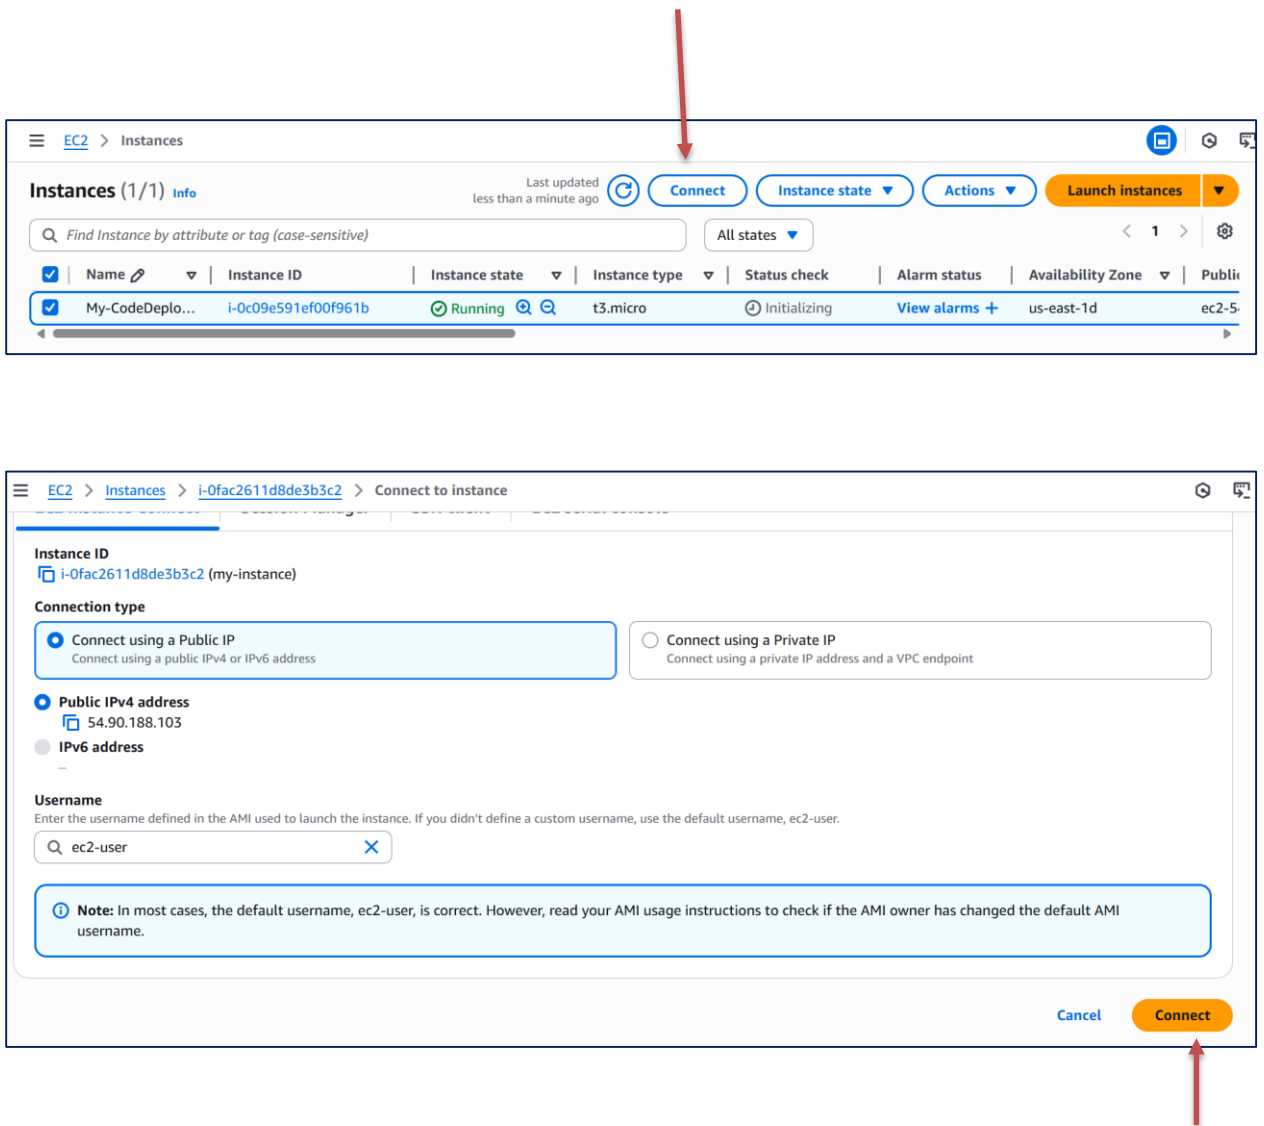 EC2 > Instances
Instances (1/1) Info
Last updated
less than a minute ago
Connect
Instance state
Actions
Launch instances
Find Instance by attribute or tag (case-sensitive)
All states
1
Name
Instance ID
Instance state
Instance type
Status check
Alarm status
Availability Zone
Public
My-CodeDeplo...
i-0c09e591ef00f961b
Running
t3.micro
Initializing
View alarms +
us-east-1d
ec2-5
EC2 > Instances > i-0fac2611d8de3b3c2 > Connect to instance
Instance ID
i-0fac2611d8de3b3c2 (my-instance)
Connection type
Connect using a Public IP
Connect using a public IPv4 or IPv6 address
Connect using a Private IP
Connect using a private IP address and a VPC endpoint
Public IPv4 address
54.90.188.103
IPv6 address
–
Username
Enter the username defined in the AMI used to launch the instance. If you didn't define a custom username, use the default username, ec2-user.
ec2-user
Note: In most cases, the default username, ec2-user, is correct. However, read your AMI usage instructions to check if the AMI owner has changed the default AMI
username.
Cancel
Connect